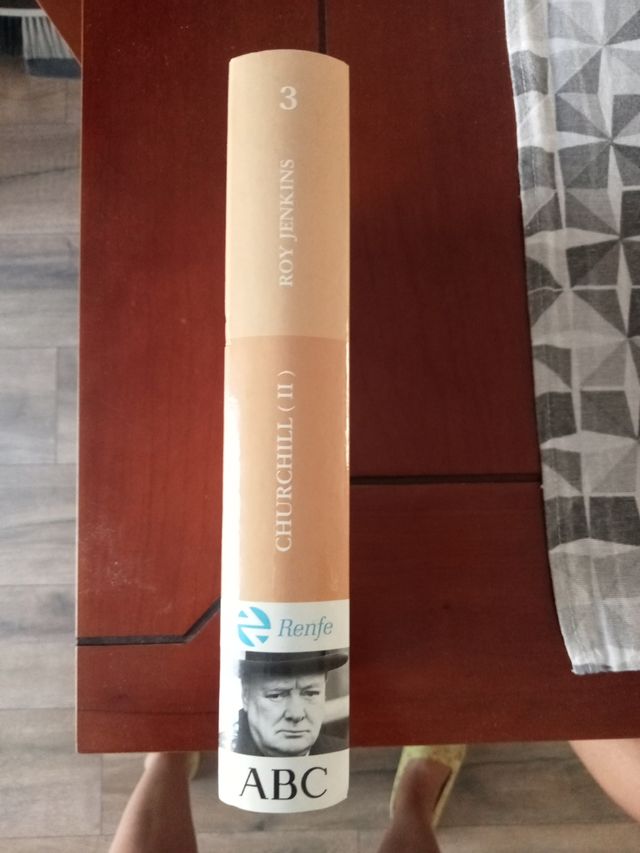 3
ROY JENKINS
CHURCHILL ( II )
Renfe
ABC